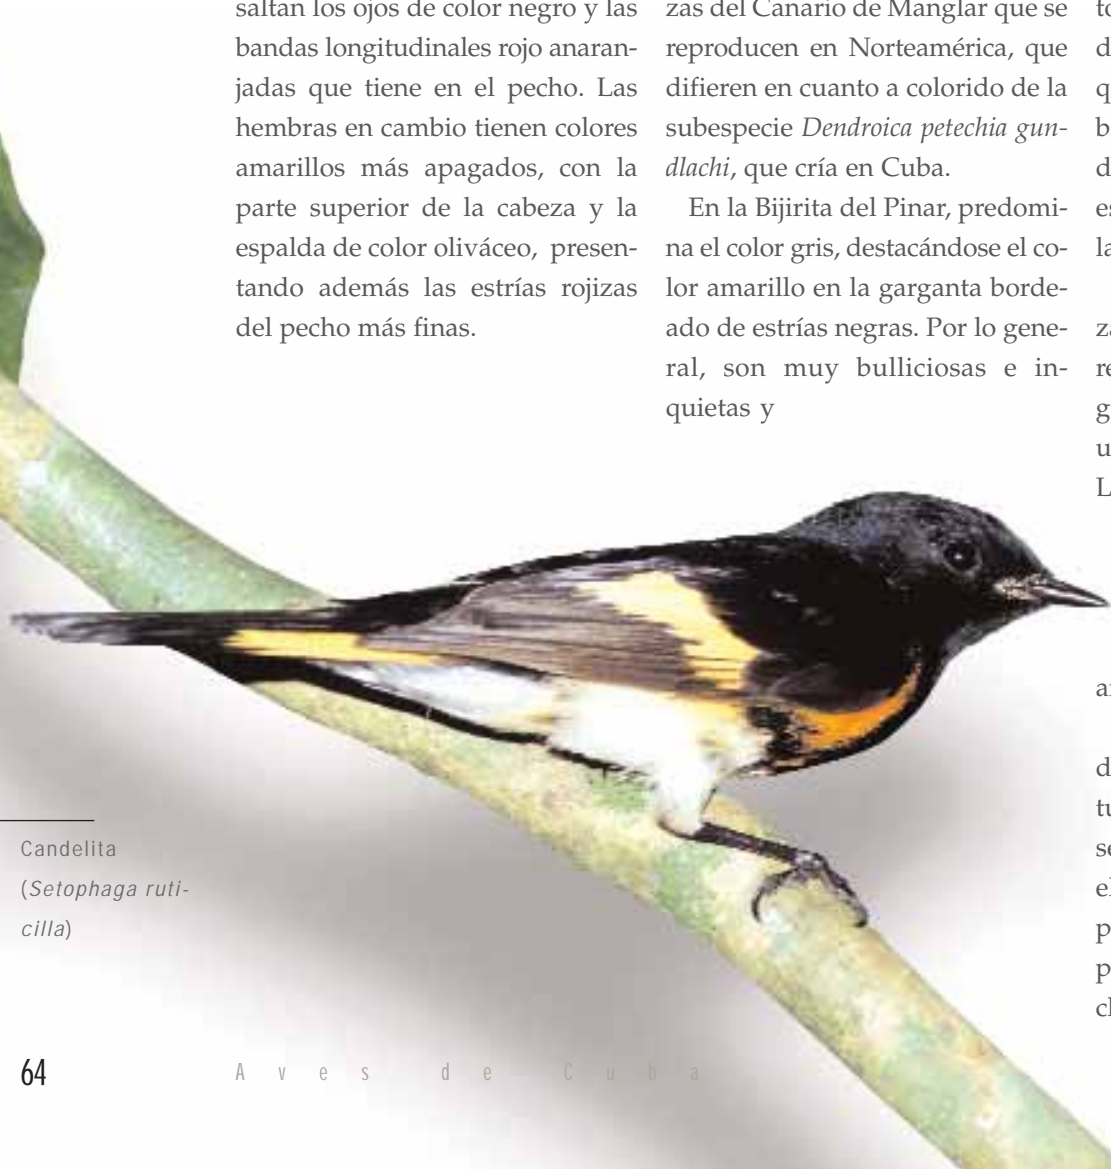 saltan los ojos de color negro y las
bandas longitudinales rojo anaran-
jadas que tiene en el pecho. Las
hembras en cambio tienen colores
amarillos más apagados, con la
parte superior de la cabeza y la
espalda de color oliváceo, presen-
tando además las estrías rojizas
del pecho más finas.
zas del Canario de Manglar que se
reproducen en Norteamérica, que
difieren en cuanto a colorido de la
subespecie Dendroica petechia gun-
dlachi, que cría en Cuba.
En la Bijirita del Pinar, predomi-
na el color gris, destacándose el co-
lor amarillo en la garganta borde-
ado de estrías negras. Por lo gene-
ral, son muy bulliciosas e in-
quietas y
Candelita
(Setophaga ruti-
cilla)
64
Aves de Cuba